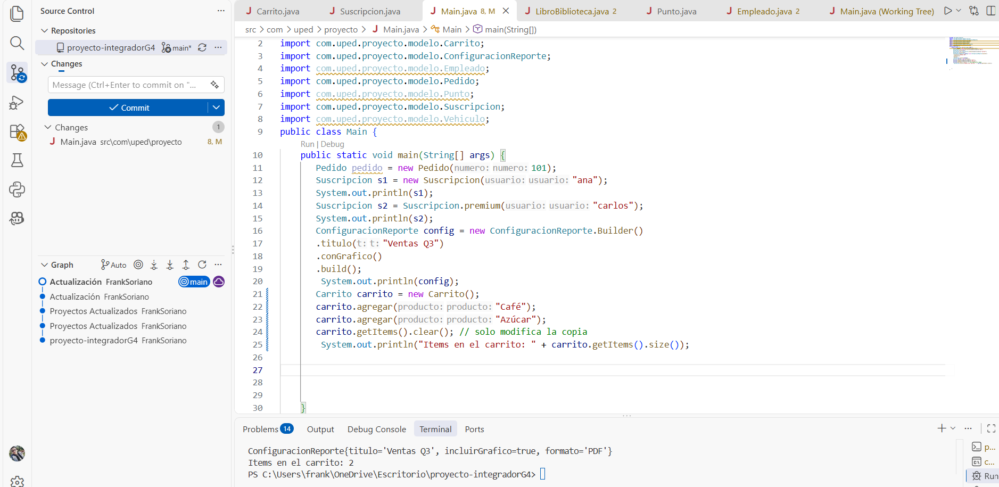 Source Control
Repositories
proyecto-integradorG4 main*
Changes
Message (Ctrl+Enter to commit on "...
Commit
Changes 1
Main.java src\com\uped\proyecto 8, M
Graph Auto
Actualización FrankSoriano main
Actualización FrankSoriano
Proyectos Actualizados FrankSoriano
Proyectos Actualizados FrankSoriano
proyecto-integradorG4 FrankSoriano
Carrito.java Suscripcion.java Main.java 8, M LibroBiblioteca.java 2 Punto.java Empleado.java 2 Main.java (Working Tree)
src > com > uped > proyecto > Main.java > Main > main(String[])
2 import com.uped.proyecto.modelo.Carrito;
3 import com.uped.proyecto.modelo.ConfiguracionReporte;
4 import com.uped.proyecto.modelo.Empleado;
5 import com.uped.proyecto.modelo.Pedido;
6 import com.uped.proyecto.modelo.Punto;
7 import com.uped.proyecto.modelo.Suscripcion;
8 import com.uped.proyecto.modelo.Vehiculo;
9 public class Main {
Run | Debug
10 public static void main(String[] args) {
11 Pedido pedido = new Pedido(numero: numero: 101);
12 Suscripcion s1 = new Suscripcion(usuario: usuario: "ana");
13 System.out.println(s1);
14 Suscripcion s2 = Suscripcion.premium(usuario: usuario: "carlos");
15 System.out.println(s2);
16 ConfiguracionReporte config = new ConfiguracionReporte.Builder()
17 .titulo(t: t: "Ventas Q3")
18 .conGrafico()
19 .build();
20 System.out.println(config);
21 Carrito carrito = new Carrito();
22 carrito.agregar(producto: producto: "Café");
23 carrito.agregar(producto: producto: "Azúcar");
24 carrito.getItems().clear(); // solo modifica la copia
25 System.out.println("Items en el carrito: " + carrito.getItems().size());
26
27
28
29
30 }
Problems 14 Output Debug Console Terminal Ports
ConfiguracionReporte{titulo='Ventas Q3', incluirGrafico=true, formato='PDF'}
Items en el carrito: 2
PS C:\Users\frank\OneDrive\Escritorio\proyecto-integradorG4>
p...
c...
Run